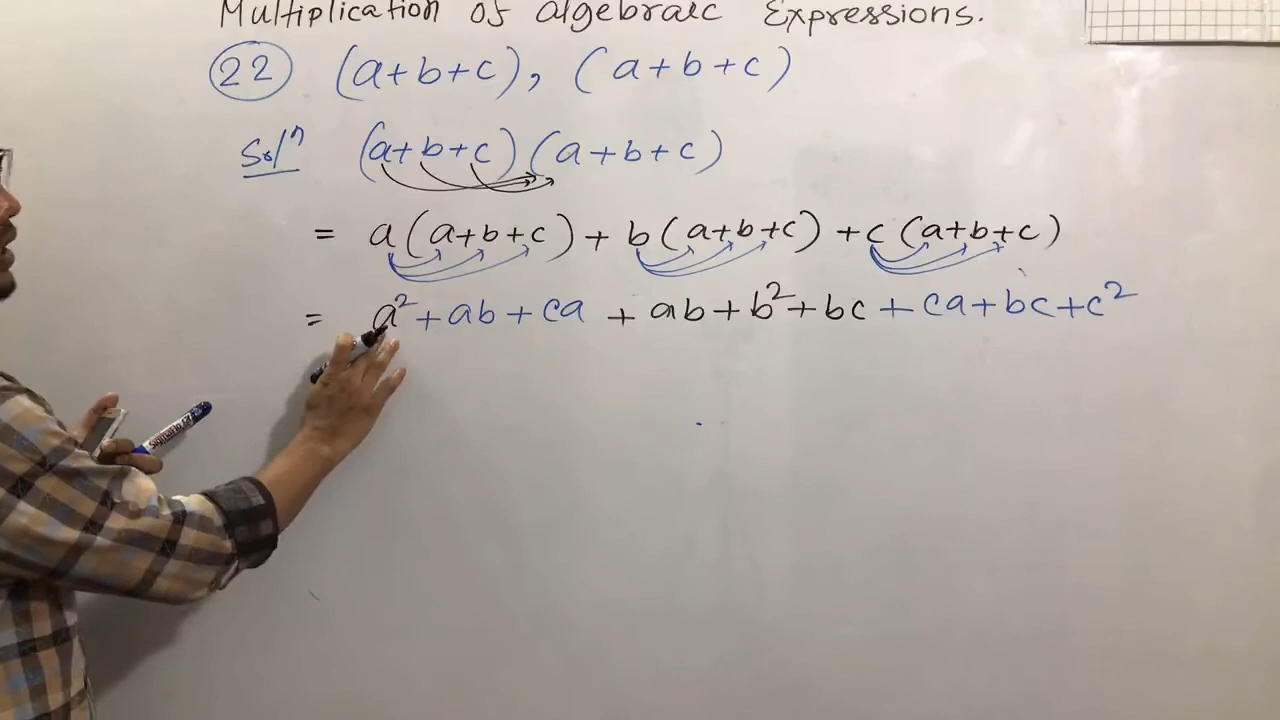 Multiplication of algebraic Expressions.
22 (a+b+c), (a+b+c)
Solⁿ (a+b+c)(a+b+c)
= a(a+b+c) + b(a+b+c) + c(a+b+c)
= a² + ab + ca + ab + b² + bc + ca + bc + c²